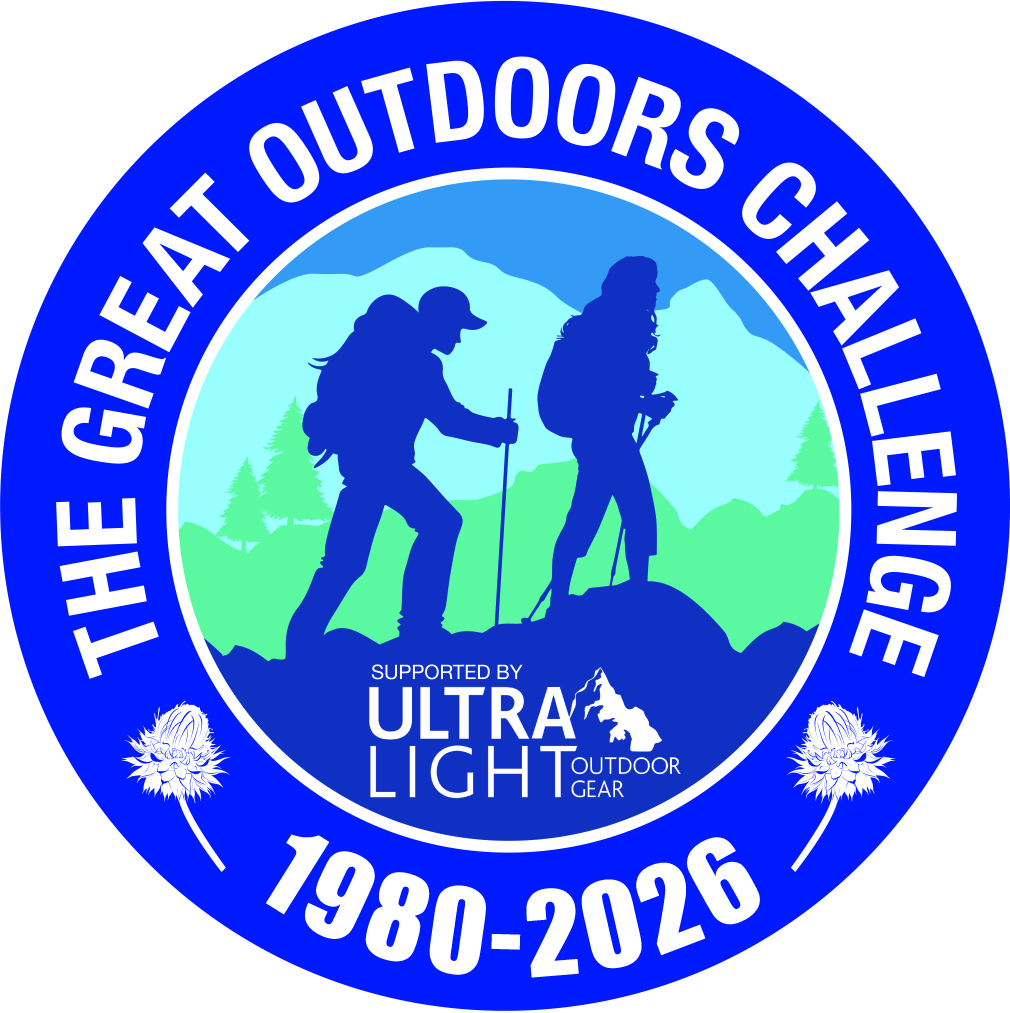 THE GREAT OUTDOORS CHALLENGE
SUPPORTED BY
ULTRA
LIGHT OUTDOOR
GEAR
1980-2026